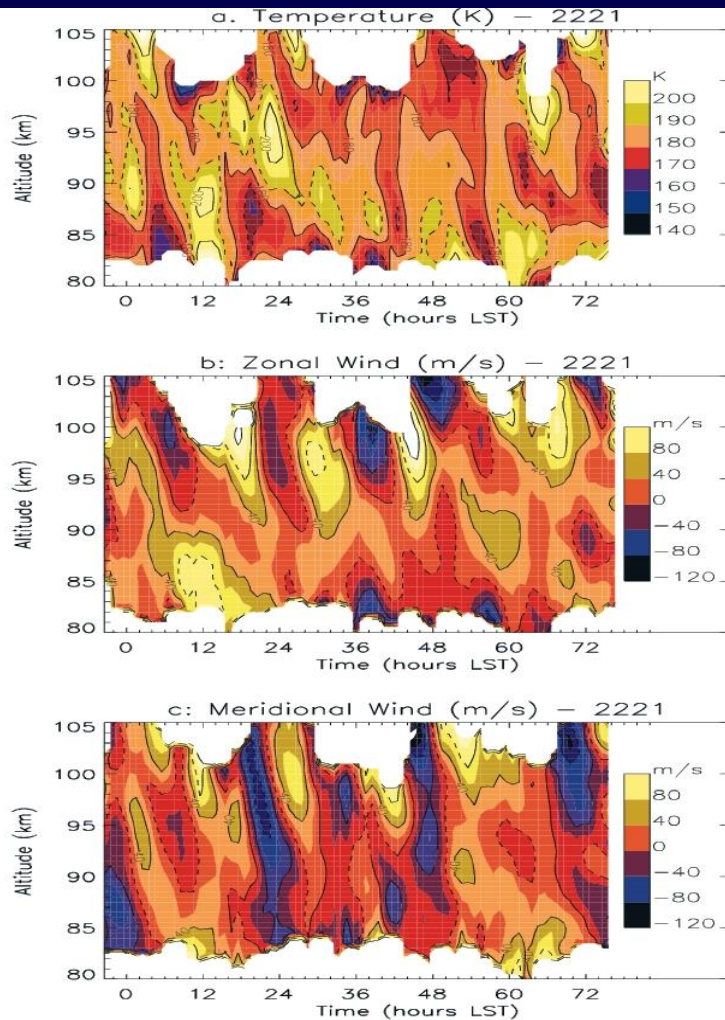 a. Temperature (K) – 2221
105
100
95
90
85
80
Altitude (km)
0 12 24 36 48 60 72
Time (hours LST)
K
200
190
180
170
160
150
140
b: Zonal Wind (m/s) – 2221
105
100
95
90
85
80
Altitude (km)
0 12 24 36 48 60 72
Time (hours LST)
m/s
80
40
0
−40
−80
−120
c: Meridional Wind (m/s) – 2221
105
100
95
90
85
80
Altitude (km)
0 12 24 36 48 60 72
Time (hours LST)
m/s
80
40
0
−40
−80
−120